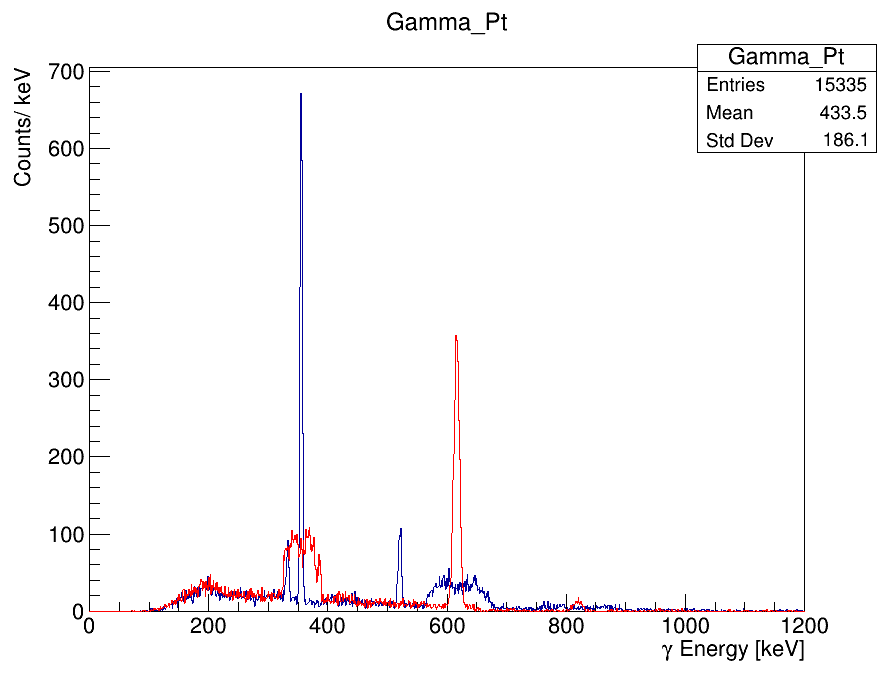 Gamma_Pt
Gamma_Pt
Entries 15335
Mean 433.5
Std Dev 186.1
Counts/ keV
700
600
500
400
300
200
100
0
0 200 400 600 800 1000 1200
γ Energy [keV]